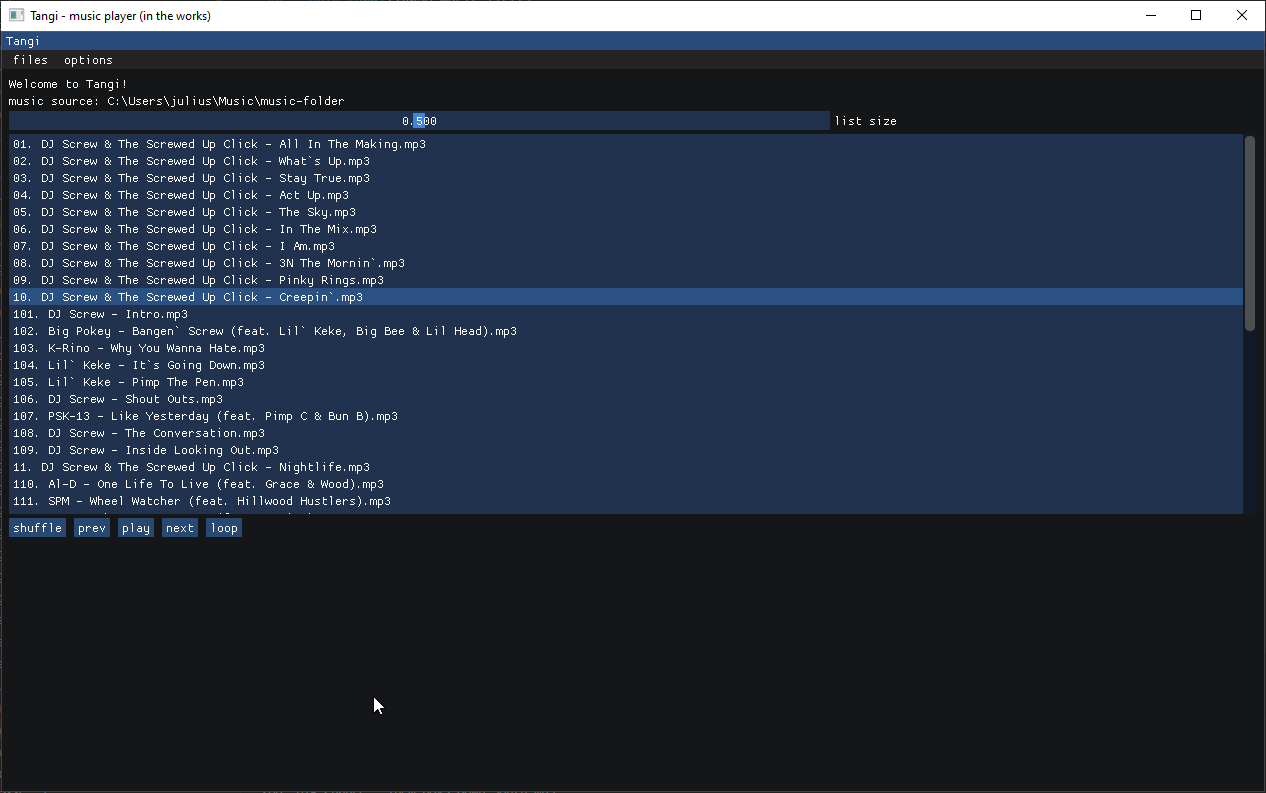 Tangi - music player (in the works)
Tangi
files options
Welcome to Tangi!
music source: C:\Users\julius\Music\music-folder
0.500 list size
01. DJ Screw & The Screwed Up Click - All In The Making.mp3
02. DJ Screw & The Screwed Up Click - What`s Up.mp3
03. DJ Screw & The Screwed Up Click - Stay True.mp3
04. DJ Screw & The Screwed Up Click - Act Up.mp3
05. DJ Screw & The Screwed Up Click - The Sky.mp3
06. DJ Screw & The Screwed Up Click - In The Mix.mp3
07. DJ Screw & The Screwed Up Click - I Am.mp3
08. DJ Screw & The Screwed Up Click - 3N The Mornin`.mp3
09. DJ Screw & The Screwed Up Click - Pinky Rings.mp3
10. DJ Screw & The Screwed Up Click - Creepin`.mp3
101. DJ Screw - Intro.mp3
102. Big Pokey - Bangen` Screw (feat. Lil` Keke, Big Bee & Lil Head).mp3
103. K-Rino - Why You Wanna Hate.mp3
104. Lil` Keke - It`s Going Down.mp3
105. Lil` Keke - Pimp The Pen.mp3
106. DJ Screw - Shout Outs.mp3
107. PSK-13 - Like Yesterday (feat. Pimp C & Bun B).mp3
108. DJ Screw - The Conversation.mp3
109. DJ Screw - Inside Looking Out.mp3
11. DJ Screw & The Screwed Up Click - Nightlife.mp3
110. Al-D - One Life To Live (feat. Grace & Wood).mp3
111. SPM - Wheel Watcher (feat. Hillwood Hustlers).mp3
shuffle prev play next loop